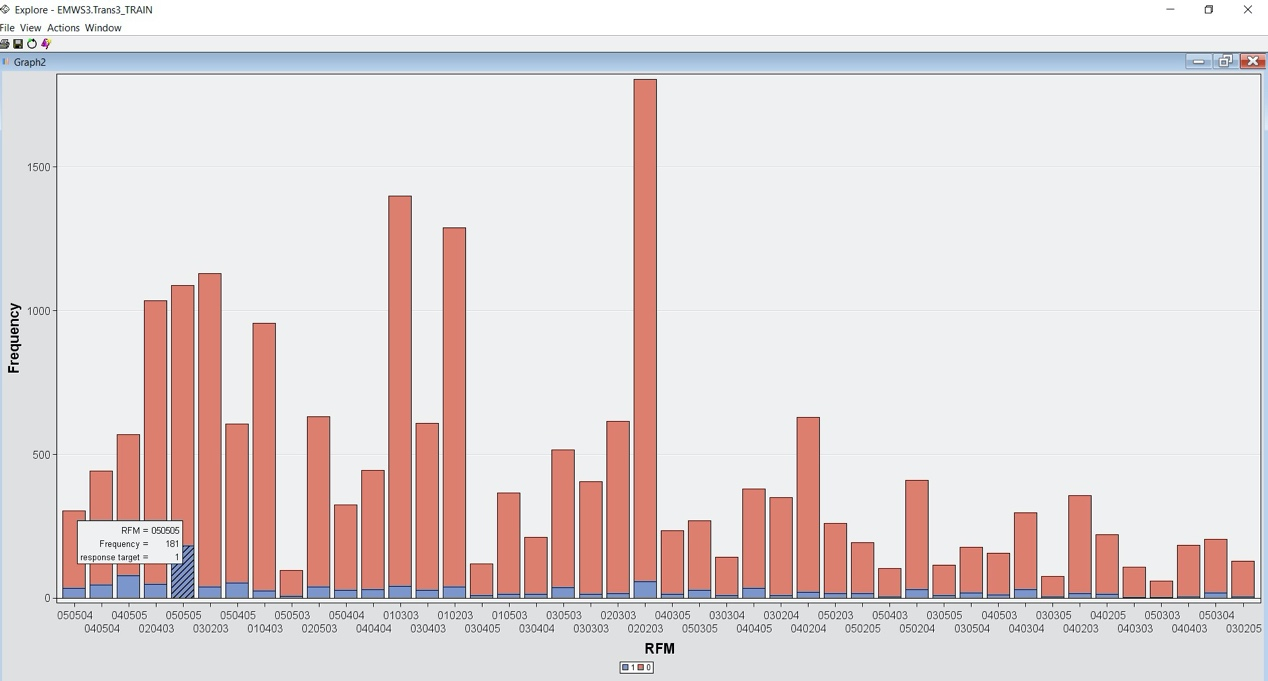 Explore - EMWS3.Trans3_TRAIN
File View Actions Window
Graph2
Frequency
1500
1000
500
0
RFM = 050505
Frequency = 181
response target = 1
050504 040505 050505 050405 050503 050404 010303 010203 010503 030503 020303 040305 030304 030204 050203 050403 030505 040503 030305 040205 050303 050304
040504 020403 030203 010403 020503 040404 030403 030405 030404 030303 020203 050305 040405 040204 050205 050204 030504 040304 040203 040303 040403 030205
RFM
1 0